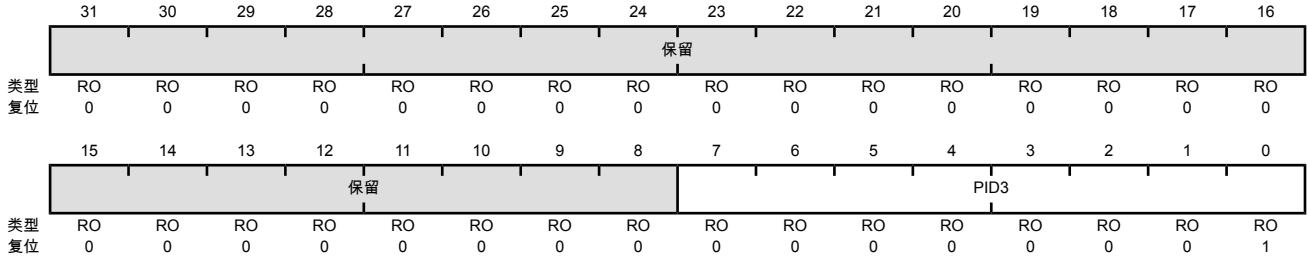 31 30 29 28 27 26 25 24 23 22 21 20 19 18 17 16
保留
类型 RO RO RO RO RO RO RO RO RO RO RO RO RO RO RO RO
复位 0 0 0 0 0 0 0 0 0 0 0 0 0 0 0 0
15 14 13 12 11 10 9 8 7 6 5 4 3 2 1 0
保留 PID3
类型 RO RO RO RO RO RO RO RO RO RO RO RO RO RO RO RO
复位 0 0 0 0 0 0 0 0 0 0 0 0 0 0 0 1